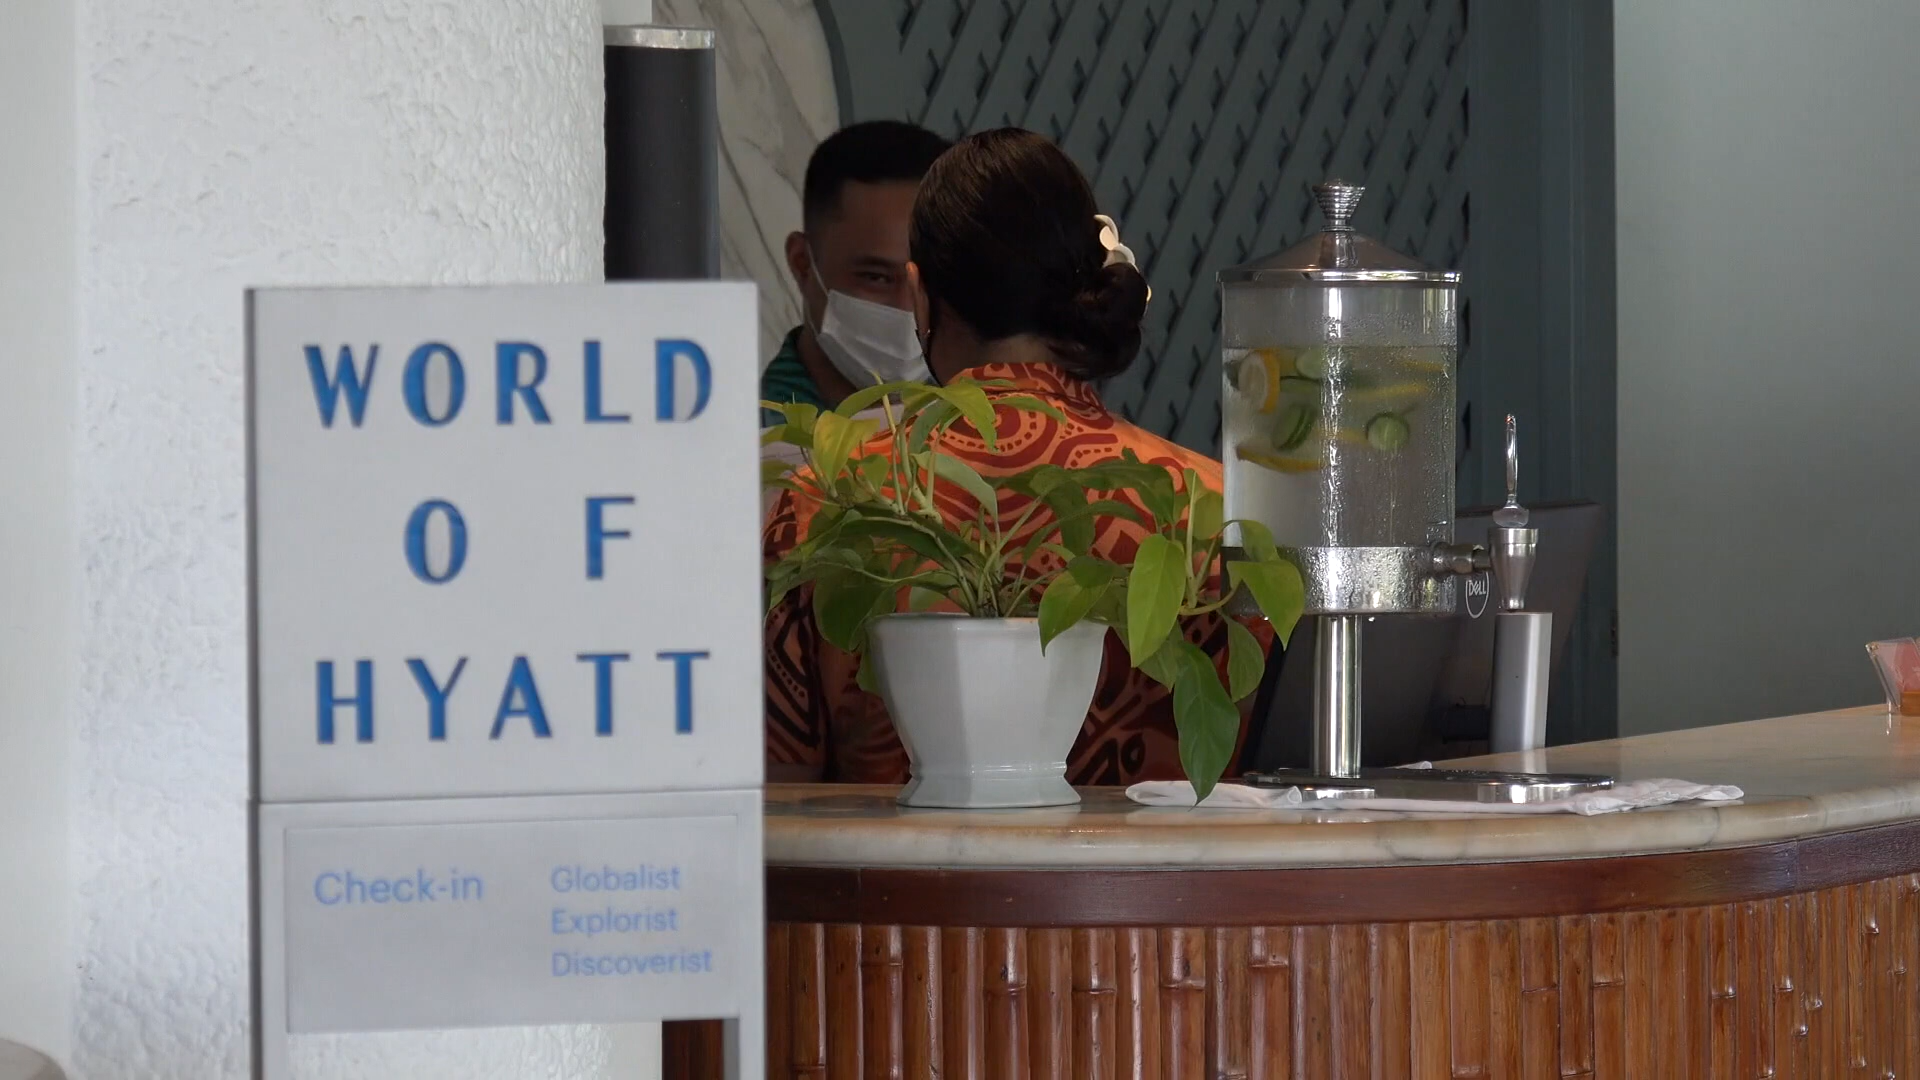 WORLD
OF
HYATT
Check-in
Globalist
Explorist
Discoverist
DELL